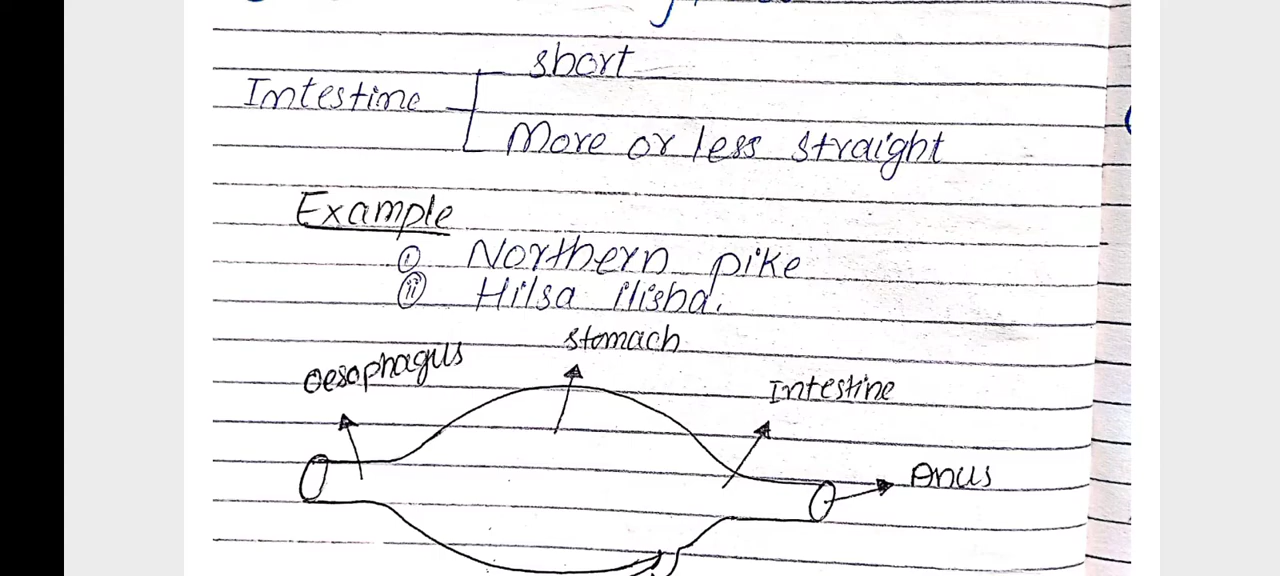 Intestine
short
More or less straight
Example
i Northern pike
ii Hilsa ilisha.
Oesophagus
Stomach
Intestine
Anus